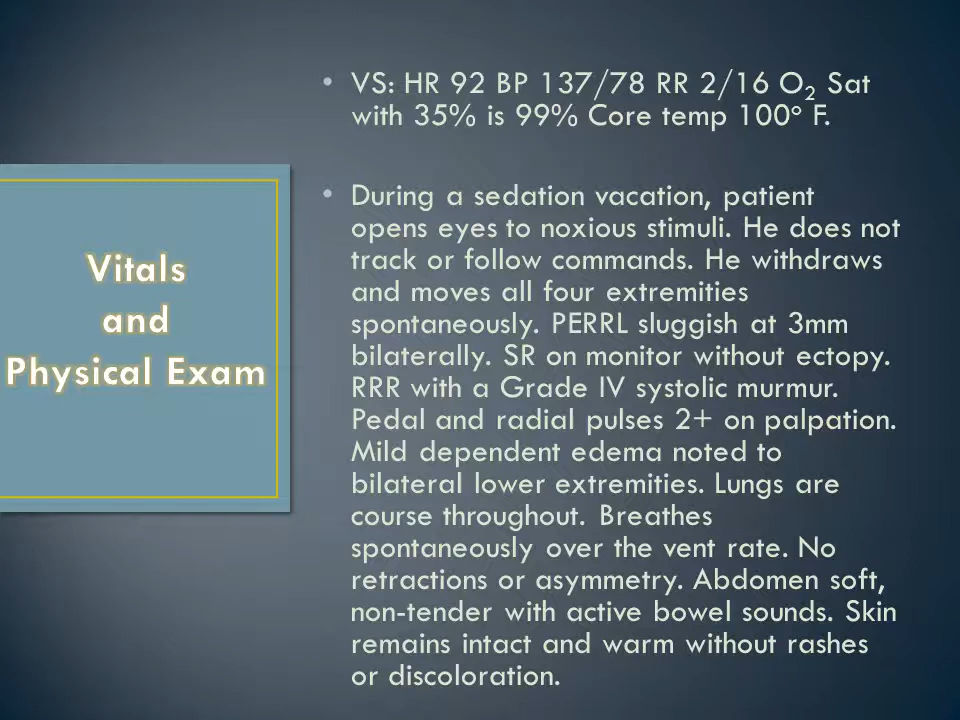 • VS: HR 92 BP 137/78 RR 2/16 O₂ Sat
with 35% is 99% Core temp 100° F.
• During a sedation vacation, patient
opens eyes to noxious stimuli. He does not
track or follow commands. He withdraws
and moves all four extremities
spontaneously. PERRL sluggish at 3mm
bilaterally. SR on monitor without ectopy.
RRR with a Grade IV systolic murmur.
Pedal and radial pulses 2+ on palpation.
Mild dependent edema noted to
bilateral lower extremities. Lungs are
course throughout. Breathes
spontaneously over the vent rate. No
retractions or asymmetry. Abdomen soft,
non-tender with active bowel sounds. Skin
remains intact and warm without rashes
or discoloration.
Vitals
and
Physical Exam